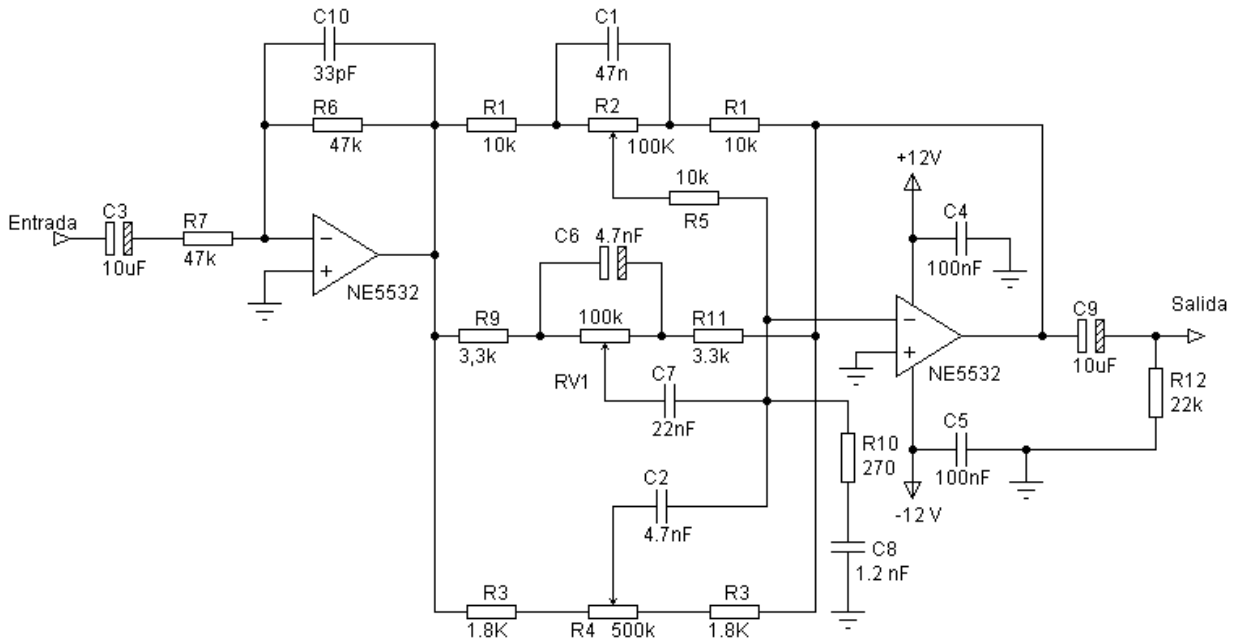 C10
33pF
R6
47k
C1
47n
R1
10k
R2
100K
R1
10k
10k
R5
Entrada
C3
10uF
R7
47k
−
+
NE5532
C6
4.7nF
R9
3,3k
100k
RV1
R11
3.3k
C7
22nF
C2
4.7nF
R10
270
C8
1.2 nF
+12V
C4
100nF
−
+
NE5532
C5
100nF
-12 V
C9
10uF
Salida
R12
22k
R3
1.8K
R4
500k
R3
1.8K